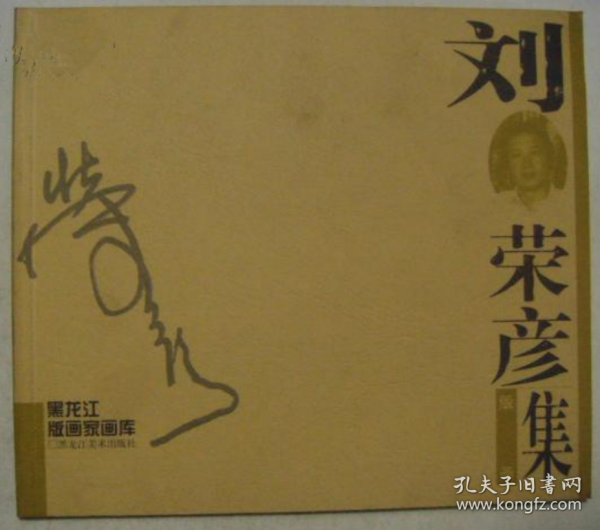 刘
荣彦
集
版
黑龙江
版画家画库
黑龙江美术出版社
孔夫子旧书网
www.kongfz.com